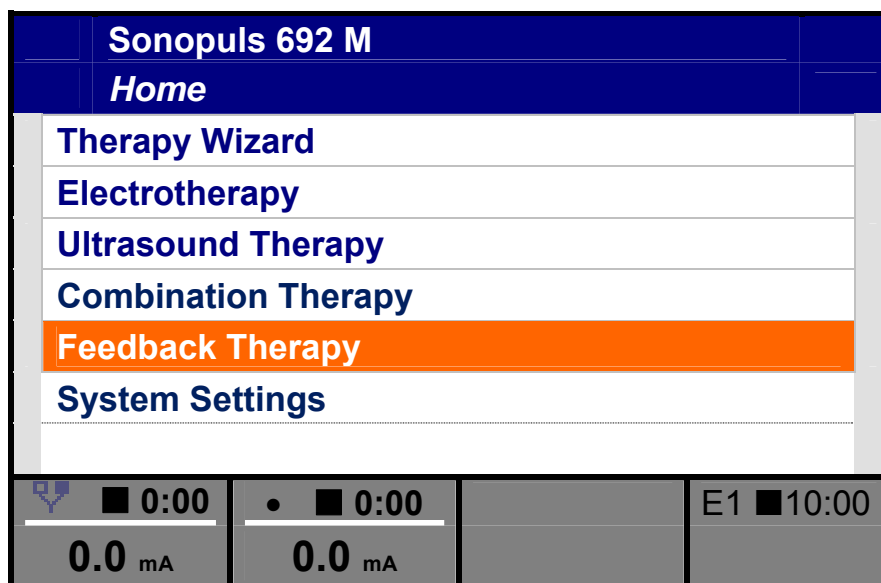 Sonopuls 692 M
Home
Therapy Wizard
Electrotherapy
Ultrasound Therapy
Combination Therapy
Feedback Therapy
System Settings
0:00 0:00 E1 10:00
0.0 mA 0.0 mA